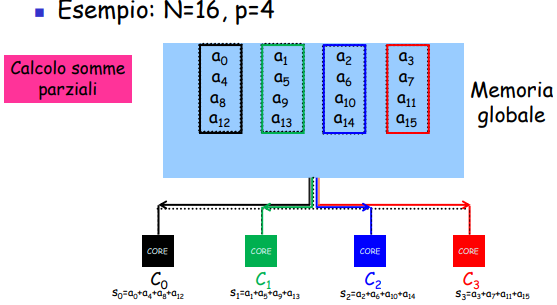 Esempio: N=16, p=4
Calcolo somme
parziali
a₀ a₁ a₂ a₃
a₄ a₅ a₆ a₇
a₈ a₉ a₁₀ a₁₁
a₁₂ a₁₃ a₁₄ a₁₅
Memoria
globale
CORE CORE CORE CORE
C₀ C₁ C₂ C₃
S₀=a₀+a₄+a₈+a₁₂ S₁=a₁+a₅+a₉+a₁₃ S₂=a₂+a₆+a₁₀+a₁₄ S₃=a₃+a₇+a₁₁+a₁₅